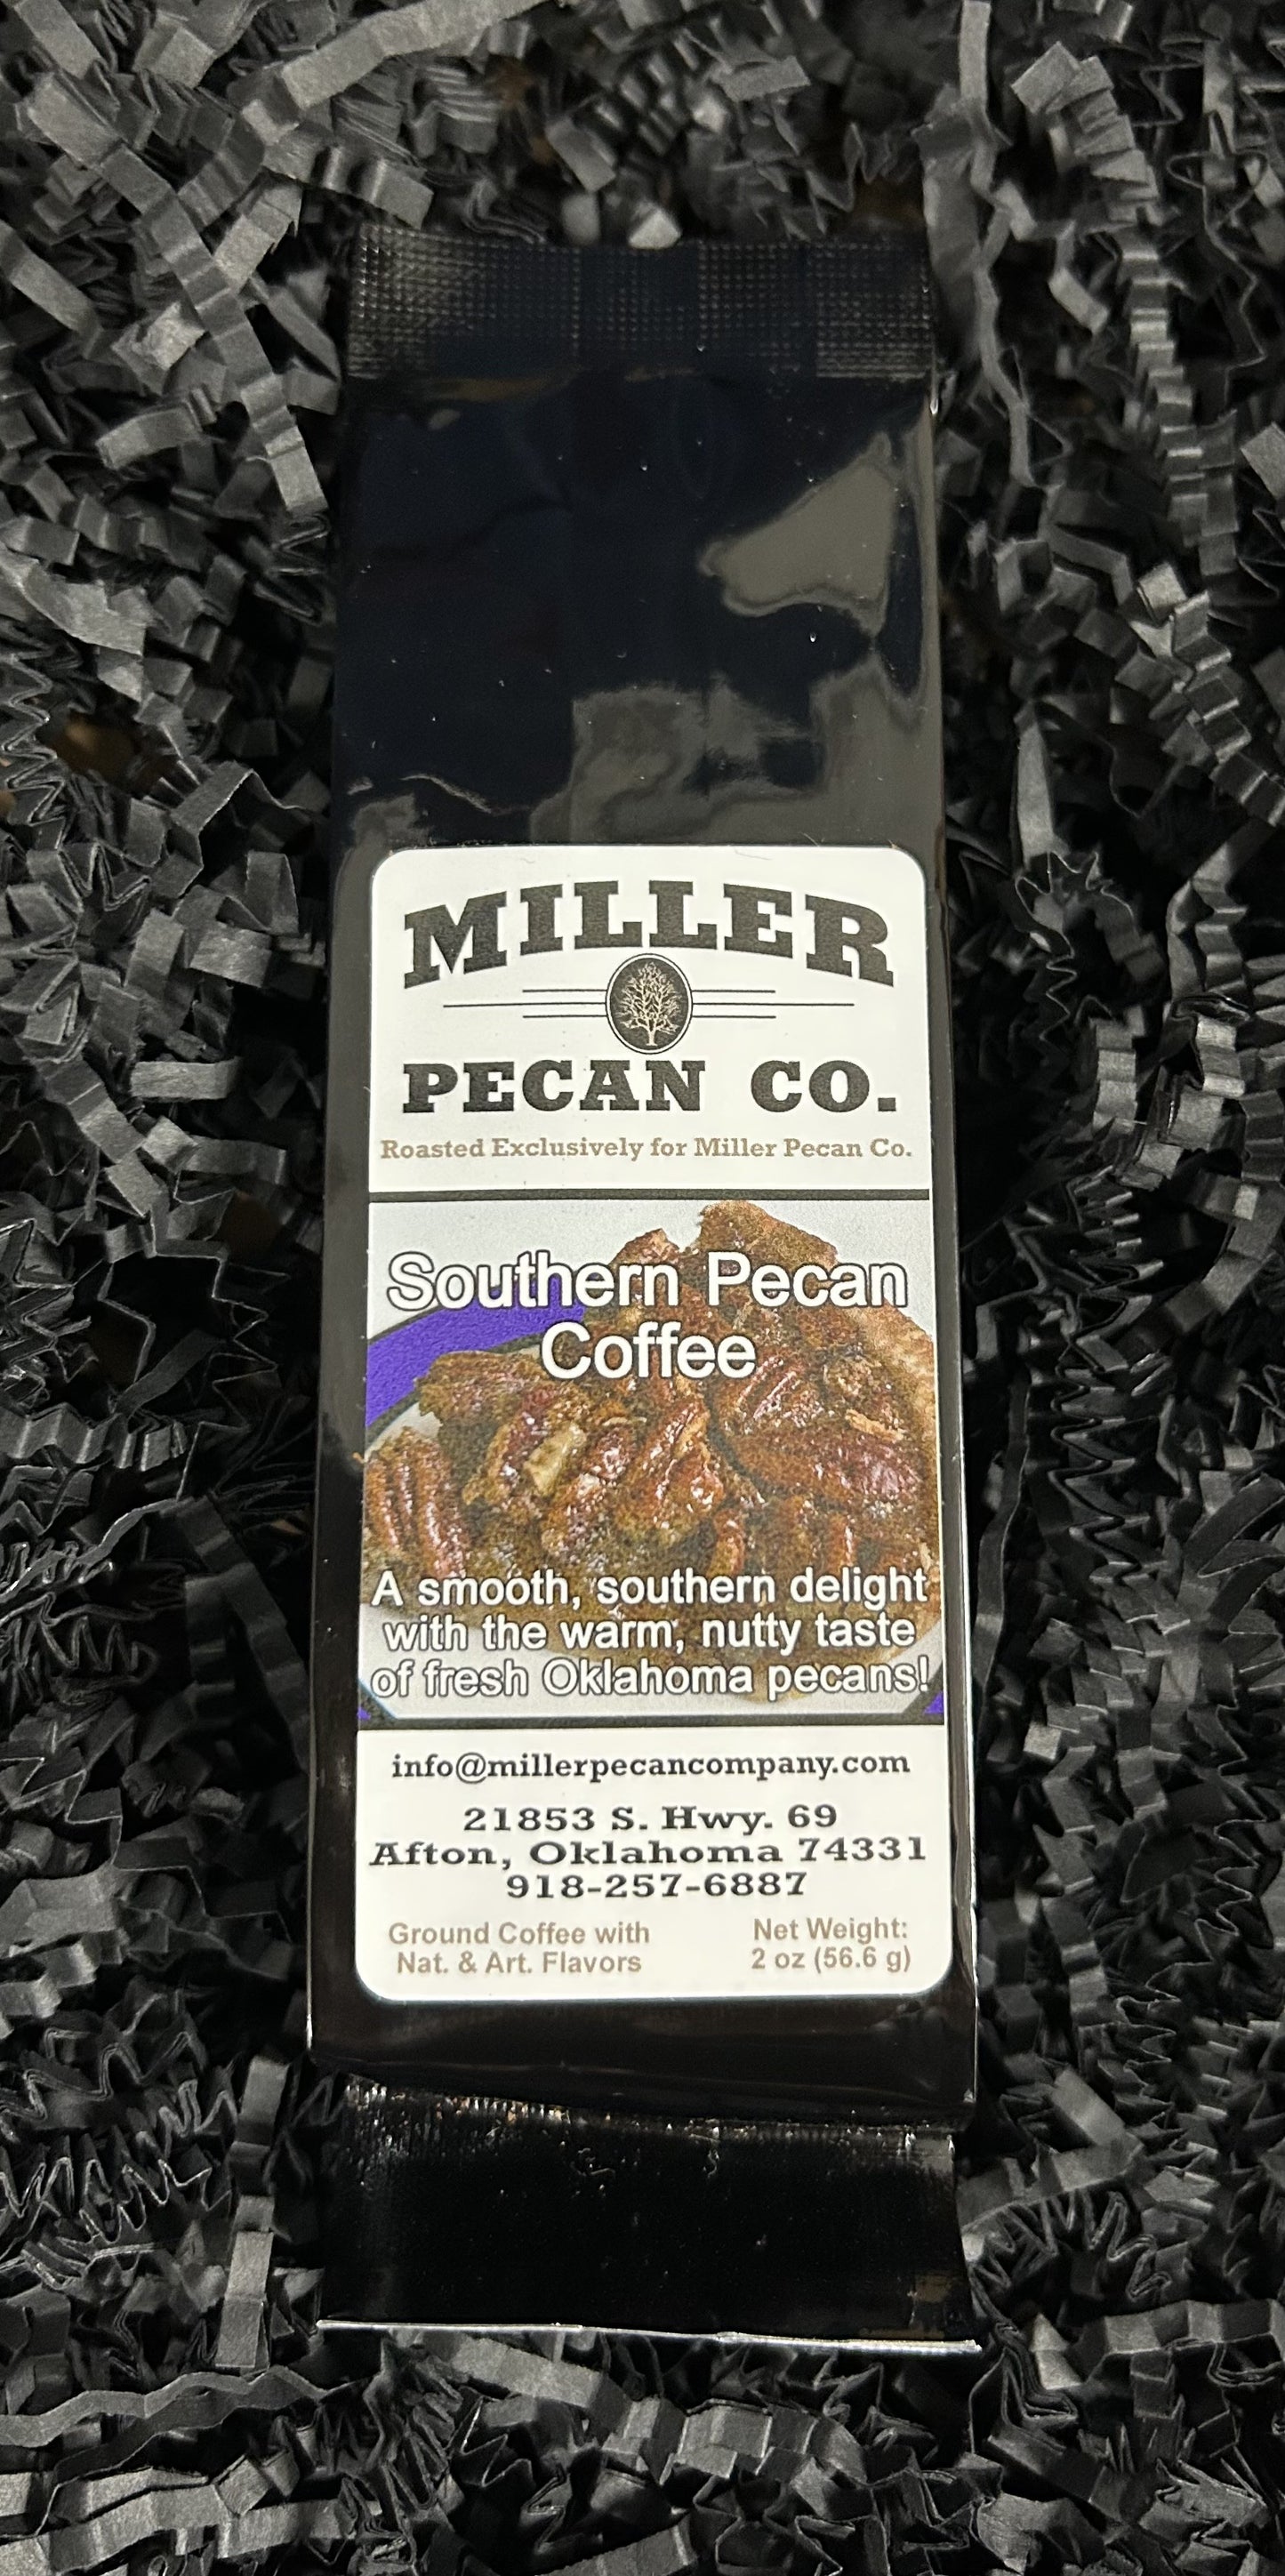 MILLER
PECAN CO.
Roasted Exclusively for Miller Pecan Co.
Southern Pecan
Coffee
A smooth, southern delight
with the warm, nutty taste
of fresh Oklahoma pecans!
info@millerpecancompany.com
21853 S. Hwy. 69
Afton, Oklahoma 74331
918-257-6887
Ground Coffee with
Nat. & Art. Flavors
Net Weight:
2 oz (56.6 g)